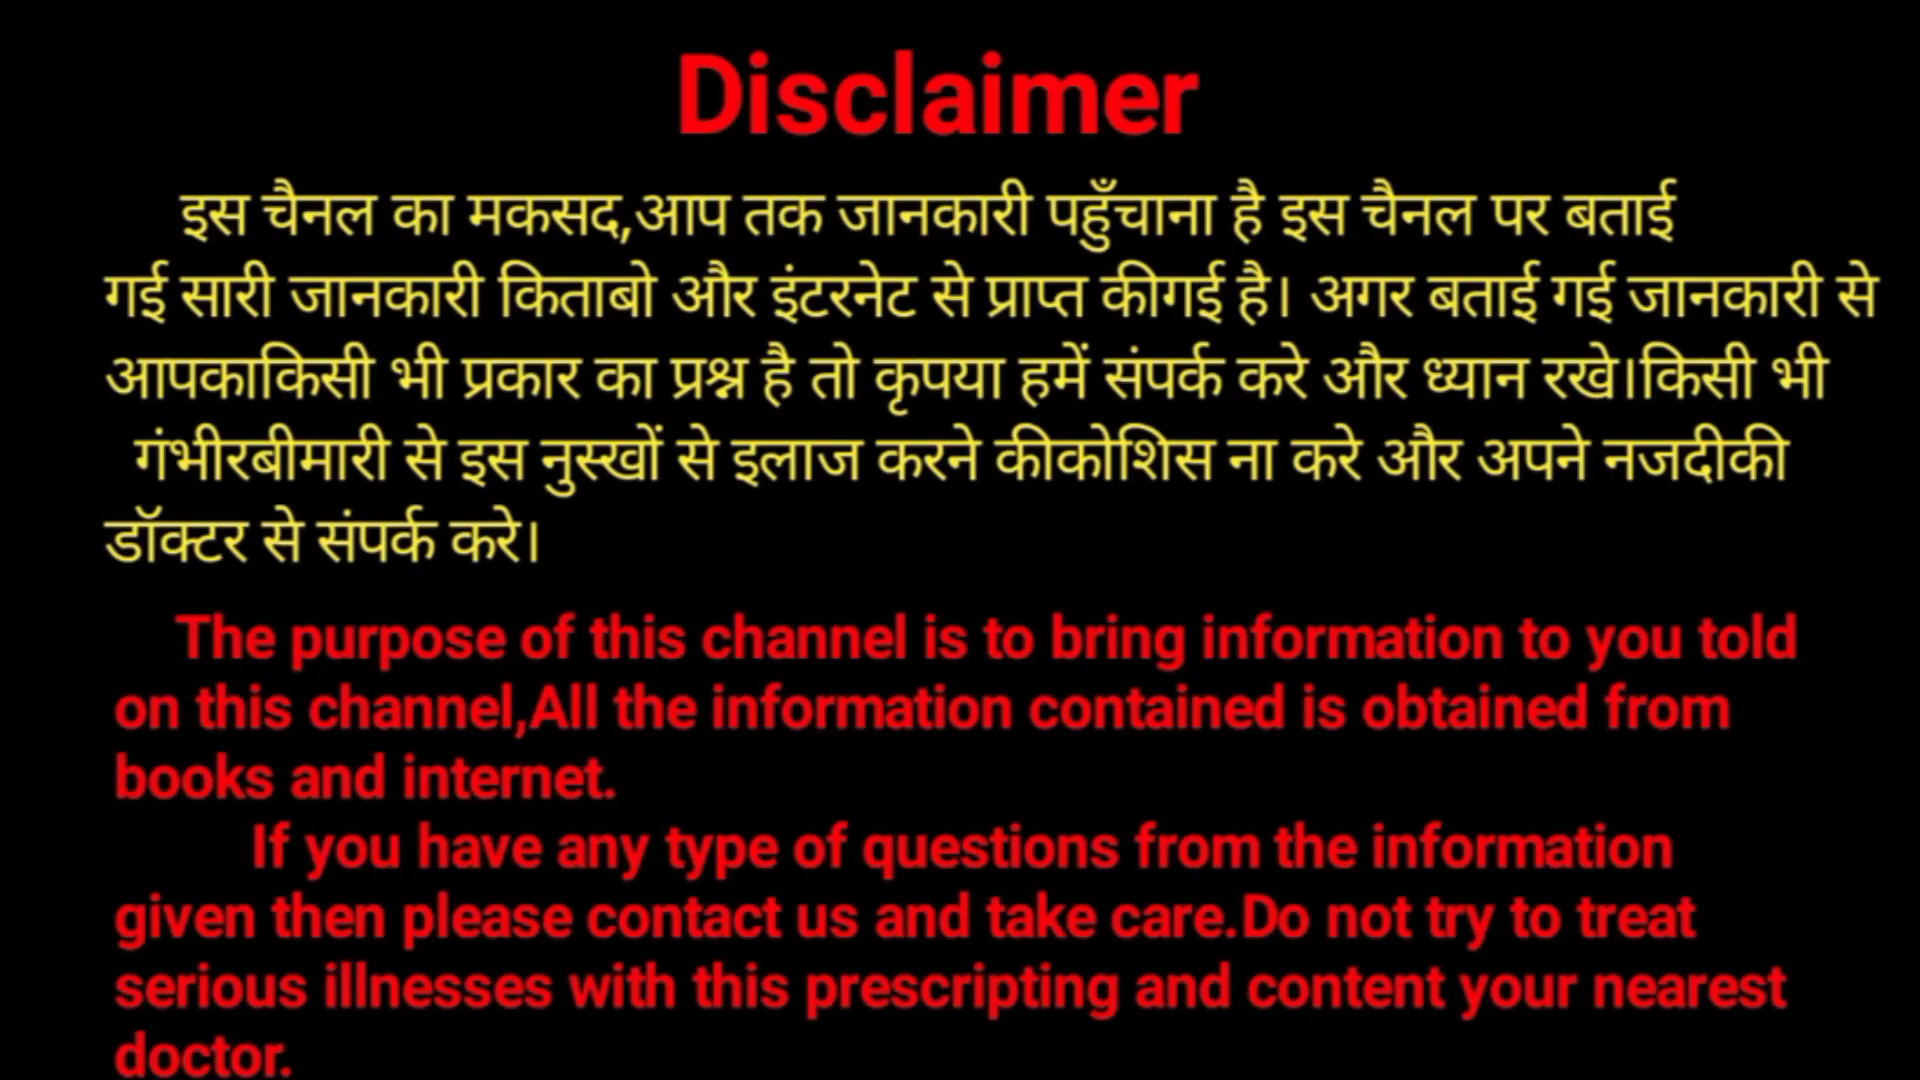 Disclaimer
इस चैनल का मकसद,आप तक जानकारी पहुँचाना है इस चैनल पर बताई
गई सारी जानकारी किताबो और इंटरनेट से प्राप्त कीगई है। अगर बताई गई जानकारी से
आपकाकिसी भी प्रकार का प्रश्न है तो कृपया हमें संपर्क करे और ध्यान रखे।किसी भी
गंभीरबीमारी से इस नुस्खों से इलाज करने कीकोशिस ना करे और अपने नजदीकी
डॉक्टर से संपर्क करे।
The purpose of this channel is to bring information to you told
on this channel,All the information contained is obtained from
books and internet.
If you have any type of questions from the information
given then please contact us and take care.Do not try to treat
serious illnesses with this prescripting and content your nearest
doctor.